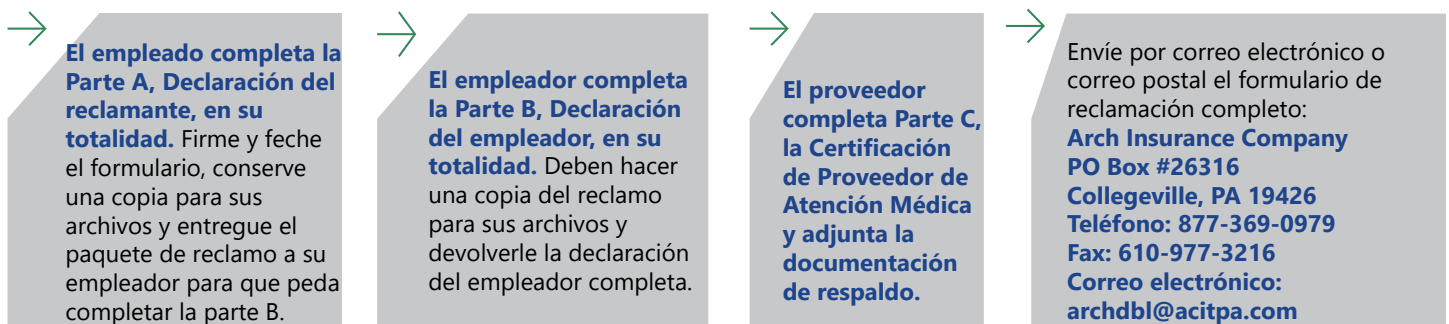 El empleado completa la
Parte A, Declaración del
reclamante, en su
totalidad. Firme y feche
el formulario, conserve
una copia para sus
archivos y entregue el
paquete de reclamo a su
empleador para que peda
completar la parte B.
El empleador completa
la Parte B, Declaración
del empleador, en su
totalidad. Deben hacer
una copia del reclamo
para sus archivos y
devolverle la declaración
del empleador completa.
El proveedor
completa Parte C,
la Certificación
de Proveedor de
Atención Médica
y adjunta la
documentación
de respaldo.
Envíe por correo electrónico o
correo postal el formulario de
reclamación completo:
Arch Insurance Company
PO Box #26316
Collegeville, PA 19426
Teléfono: 877-369-0979
Fax: 610-977-3216
Correo electrónico:
archdbl@acitpa.com